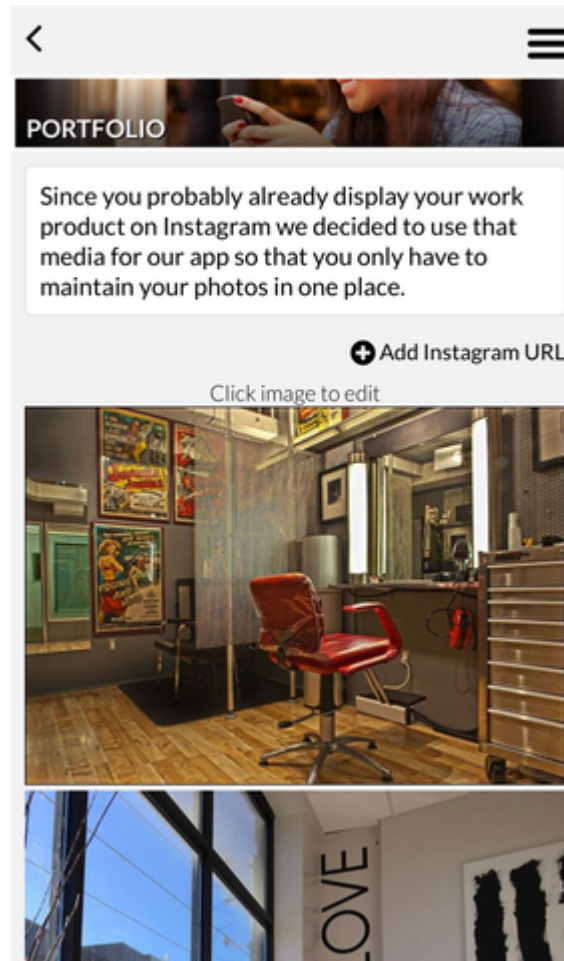 PORTFOLIO
Since you probably already display your work
product on Instagram we decided to use that
media for our app so that you only have to
maintain your photos in one place.
Add Instagram URL
Click image to edit
LOVE